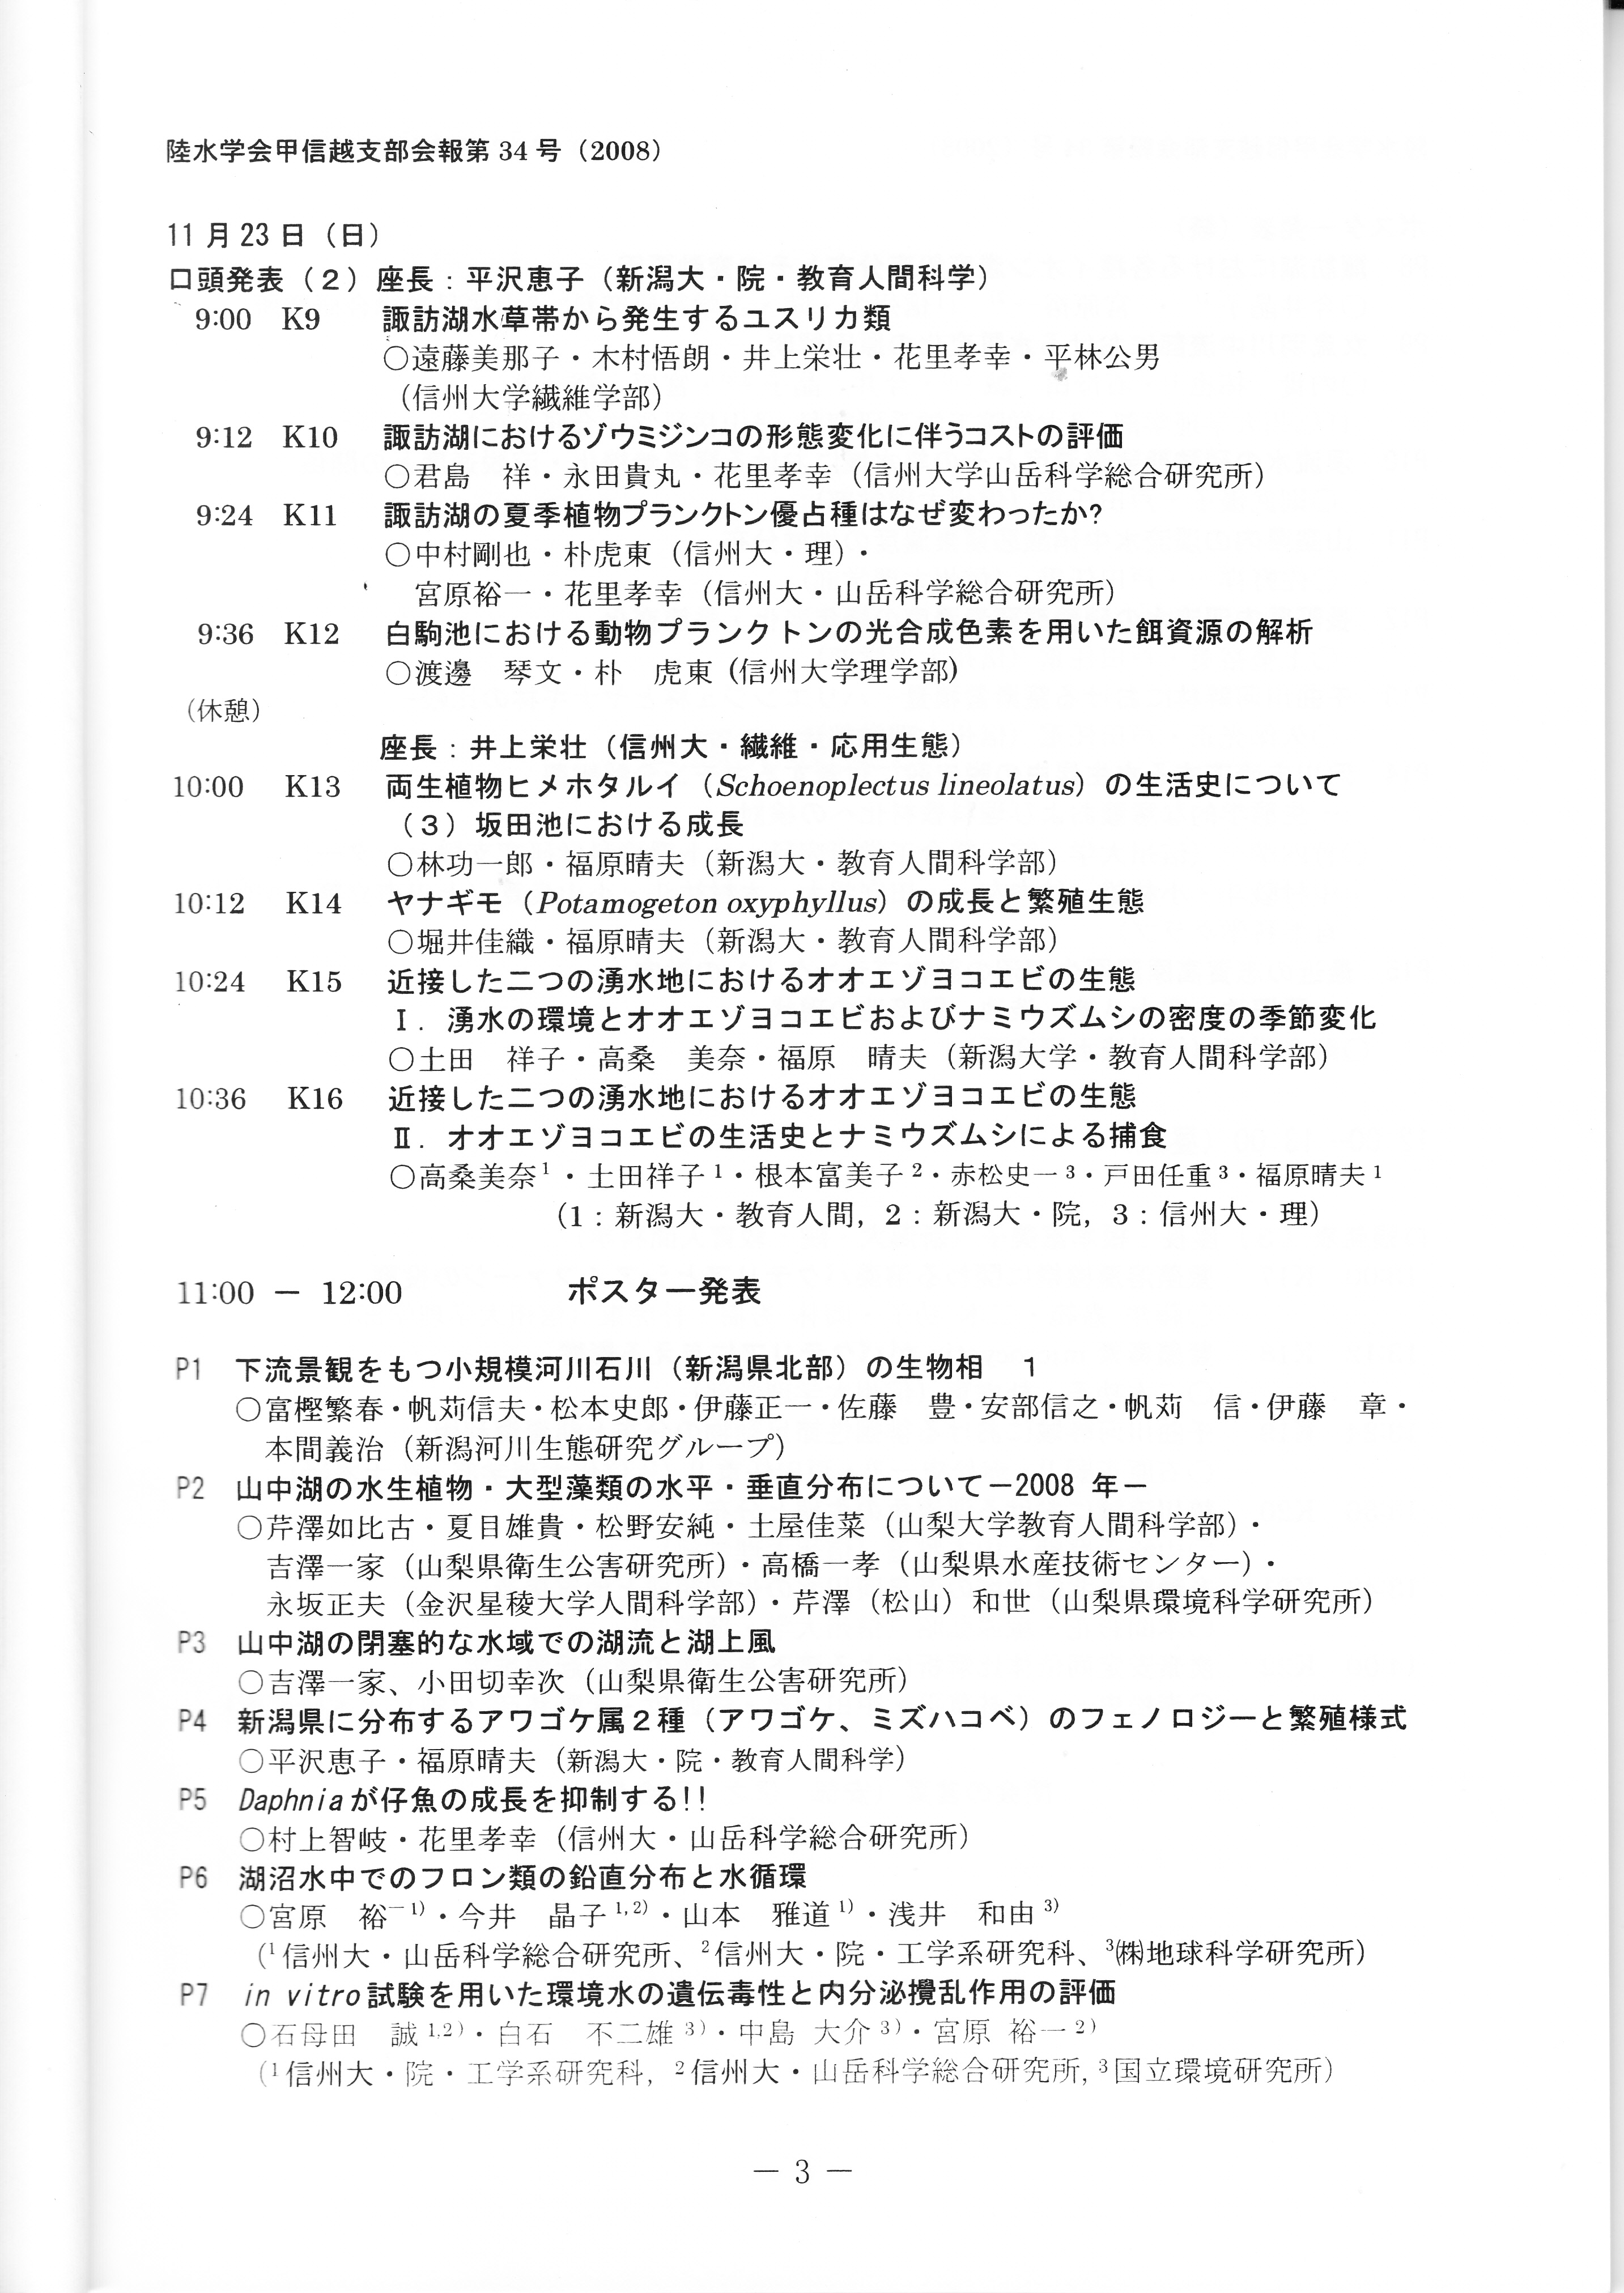 陸水学会甲信越支部会報第 34 号（2008）
11 月 23 日（日）
口頭発表（２）座長：平沢恵子（新潟大・院・教育人間科学）
9:00 K9 諏訪湖水草帯から発生するユスリカ類
○遠藤美那子・木村悟朗・井上栄壮・花里孝幸・平林公男
（信州大学繊維学部）
9:12 K10 諏訪湖におけるゾウミジンコの形態変化に伴うコストの評価
○君島　祥・永田貴丸・花里孝幸（信州大学山岳科学総合研究所）
9:24 K11 諏訪湖の夏季植物プランクトン優占種はなぜ変わったか?
○中村剛也・朴虎東（信州大・理）・
宮原裕一・花里孝幸（信州大・山岳科学総合研究所）
9:36 K12 白駒池における動物プランクトンの光合成色素を用いた餌資源の解析
○渡邊　琴文・朴　虎東（信州大学理学部）
（休憩）
座長：井上栄壮（信州大・繊維・応用生態）
10:00 K13 両生植物ヒメホタルイ（Schoenoplectus lineolatus）の生活史について
（３）坂田池における成長
○林功一郎・福原晴夫（新潟大・教育人間科学部）
10:12 K14 ヤナギモ（Potamogeton oxyphyllus）の成長と繁殖生態
○堀井佳織・福原晴夫（新潟大・教育人間科学部）
10:24 K15 近接した二つの湧水地におけるオオエゾヨコエビの生態
Ⅰ．湧水の環境とオオエゾヨコエビおよびナミウズムシの密度の季節変化
○土田　祥子・高桑　美奈・福原　晴夫（新潟大学・教育人間科学部）
10:36 K16 近接した二つの湧水地におけるオオエゾヨコエビの生態
Ⅱ．オオエゾヨコエビの生活史とナミウズムシによる捕食
○高桑美奈 1・土田祥子 1・根本富美子 2・赤松史一 3・戸田任重 3・福原晴夫 1
（1：新潟大・教育人間，2：新潟大・院，3：信州大・理）
11:00 － 12:00 ポスター発表
P1 下流景観をもつ小規模河川石川（新潟県北部）の生物相　１
○富樫繁春・帆苅信夫・松本史郎・伊藤正一・佐藤　豊・安部信之・帆苅　信・伊藤　章・
本間義治（新潟河川生態研究グループ）
P2 山中湖の水生植物・大型藻類の水平・垂直分布について－2008 年－
○芹澤如比古・夏目雄貴・松野安純・土屋佳菜（山梨大学教育人間科学部）・
吉澤一家（山梨県衛生公害研究所）・高橋一孝（山梨県水産技術センター）・
永坂正夫（金沢星稜大学人間科学部）・芹澤（松山）和世（山梨県環境科学研究所）
P3 山中湖の閉塞的な水域での湖流と湖上風
○吉澤一家、小田切幸次（山梨県衛生公害研究所）
P4 新潟県に分布するアワゴケ属２種（アワゴケ、ミズハコベ）のフェノロジーと繁殖様式
○平沢恵子・福原晴夫（新潟大・院・教育人間科学）
P5 Daphnia が仔魚の成長を抑制する!!
○村上智岐・花里孝幸（信州大・山岳科学総合研究所）
P6 湖沼水中でのフロン類の鉛直分布と水循環
○宮原　裕一 1)・今井　晶子 1,2)・山本　雅道 1)・浅井　和由 3)
（1 信州大・山岳科学総合研究所、2 信州大・院・工学系研究科、3㈱地球科学研究所）
P7 in vitro 試験を用いた環境水の遺伝毒性と内分泌攪乱作用の評価
○石母田　誠 1,2)・白石　不二雄 3)・中島 大介 3)・宮原 裕一 2)
（1 信州大・院・工学系研究科, 2 信州大・山岳科学総合研究所, 3 国立環境研究所）
－ 3 －